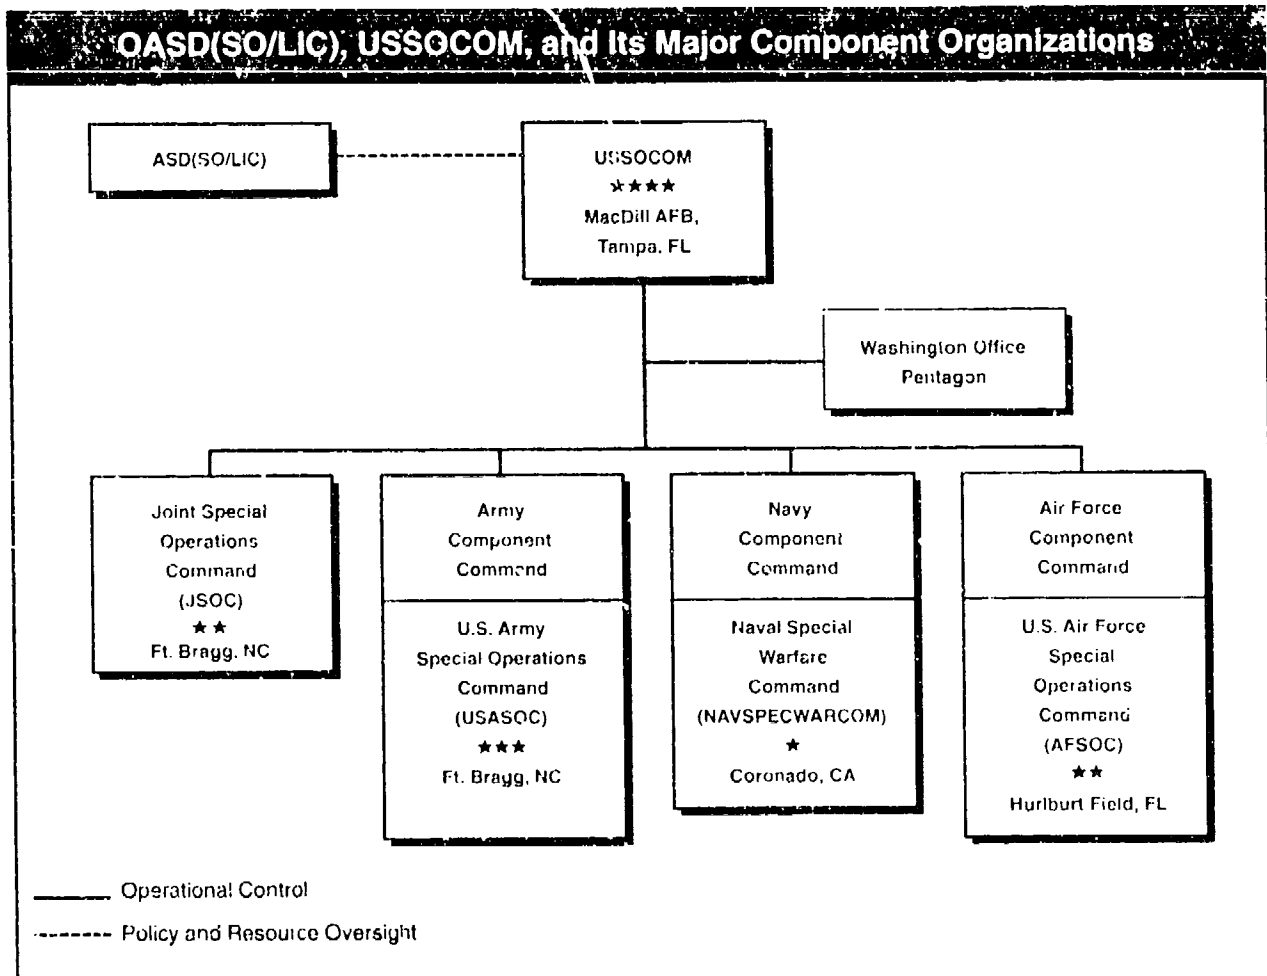 OASD(SO/LIC), USSOCOM, and Its Major Component Organizations
ASD(SO/LIC)
USSOCOM
★★★★
MacDill AFB,
Tampa, FL
Washington Office
Pentagon
Joint Special
Operations
Command
(JSOC)
★★
Ft. Bragg, NC
Army
Component
Command
U.S. Army
Special Operations
Command
(USASOC)
★★★
Ft. Bragg, NC
Navy
Component
Command
Naval Special
Warfare
Command
(NAVSPECWARCOM)
★
Coronado, CA
Air Force
Component
Command
U.S. Air Force
Special
Operations
Command
(AFSOC)
★★
Hurlburt Field, FL
Operational Control
Policy and Resource Oversight